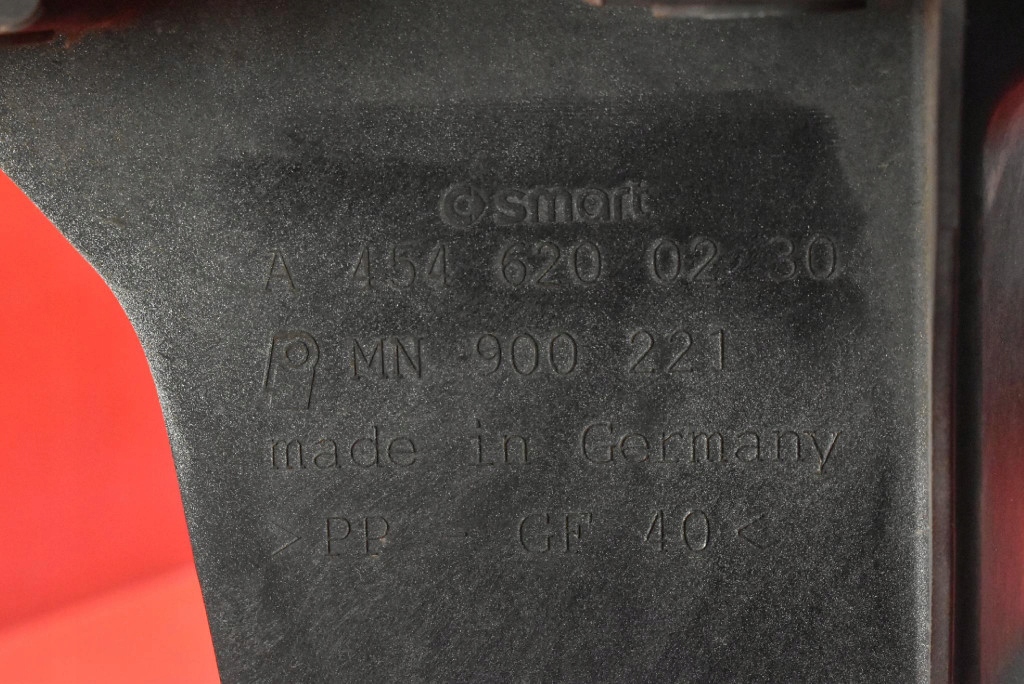 smart
A 454 620 02 30
MN 900 221
made in Germany
>PP - GF 40<